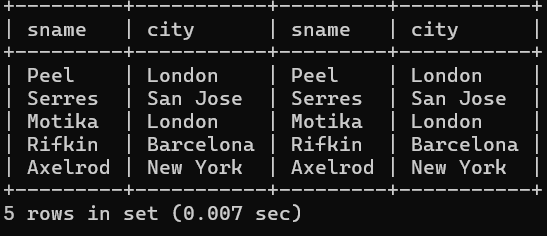 +---------+-----------+---------+-----------+
| sname   | city      | sname   | city      |
+---------+-----------+---------+-----------+
| Peel    | London    | Peel    | London    |
| Serres  | San Jose  | Serres  | San Jose  |
| Motika  | London    | Motika  | London    |
| Rifkin  | Barcelona | Rifkin  | Barcelona |
| Axelrod | New York  | Axelrod | New York  |
+---------+-----------+---------+-----------+
5 rows in set (0.007 sec)